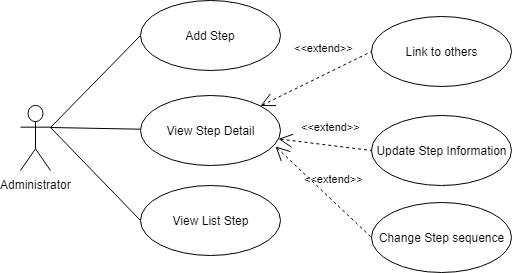 Add Step
<<extend>>
Link to others
View Step Detail
<<extend>>
Update Step Information
Administrator
<<extend>>
View List Step
Change Step sequence